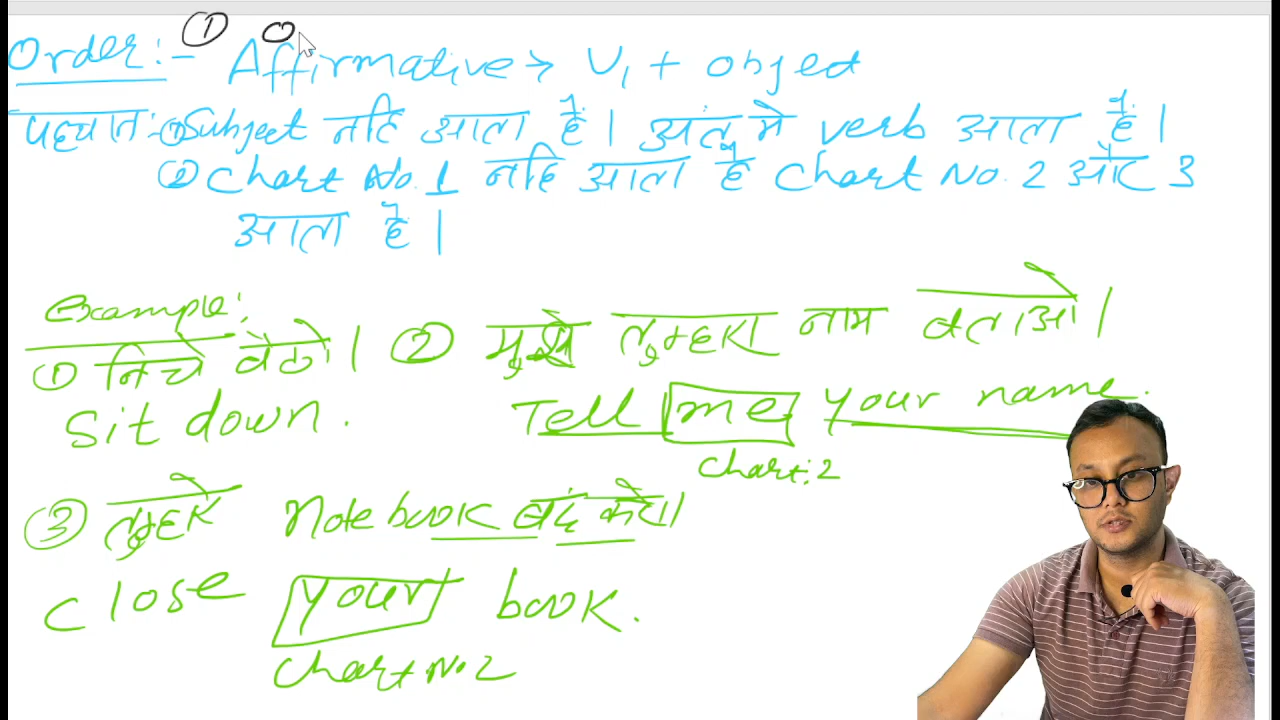 Order:- ① Affirmative → V1 + object
पहचान:- ① Subject नहि आता है। अंत मे verb आता है।
② Chart No. 1 नहि आता है Chart No. 2 और 3
आता है।
Example:
① निचे बैठो। ② मुझे तुम्हारा नाम बताओ।
Sit down. Tell me your name.
Chart: 2
③ Notebook बंद करो।
Close your book.
Chart No. 2